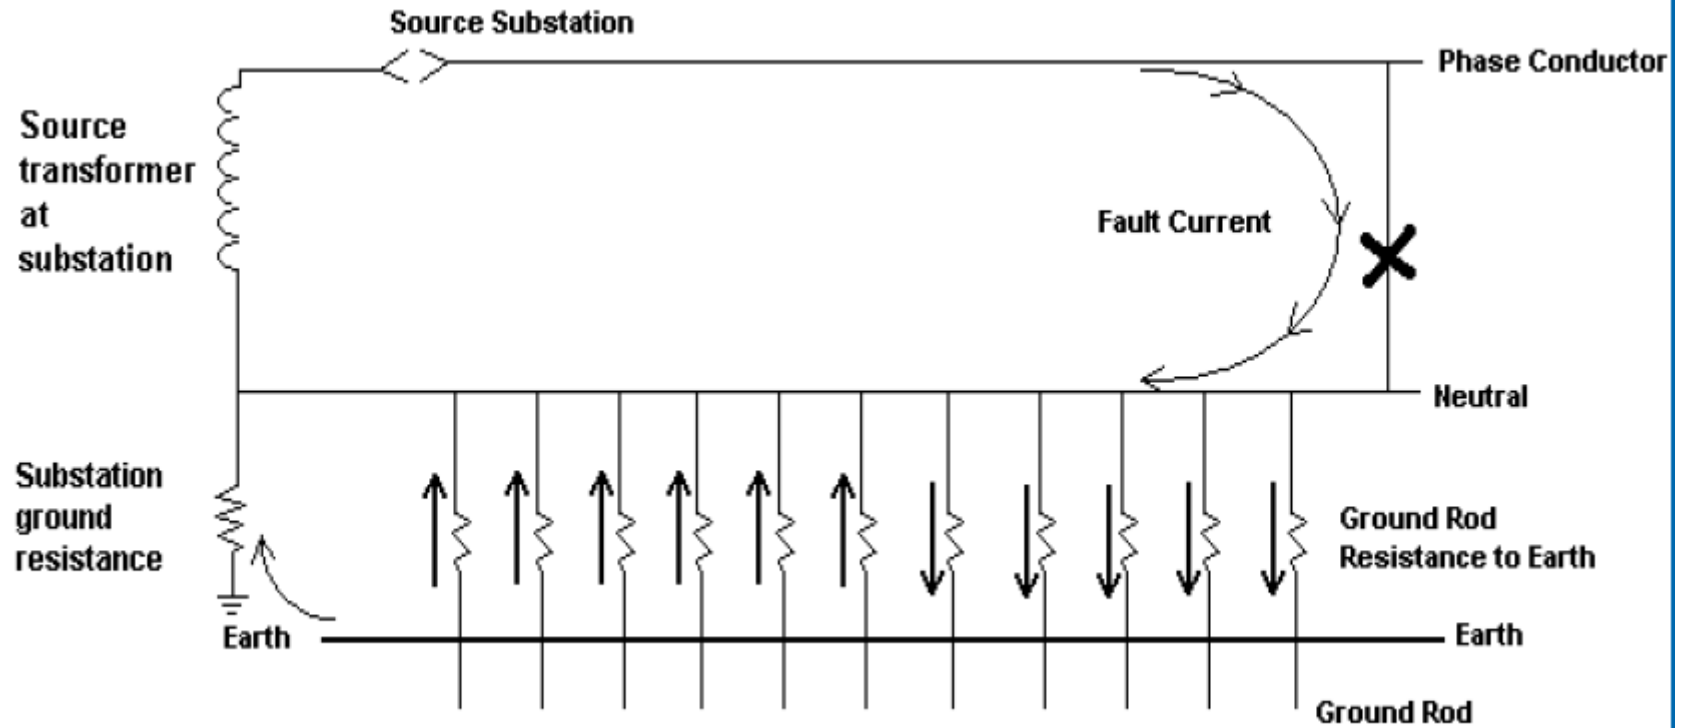 Source Substation
Phase Conductor
Source
transformer
at
substation
Fault Current
Neutral
Substation
ground
resistance
Ground Rod
Resistance to Earth
Earth
Earth
Ground Rod